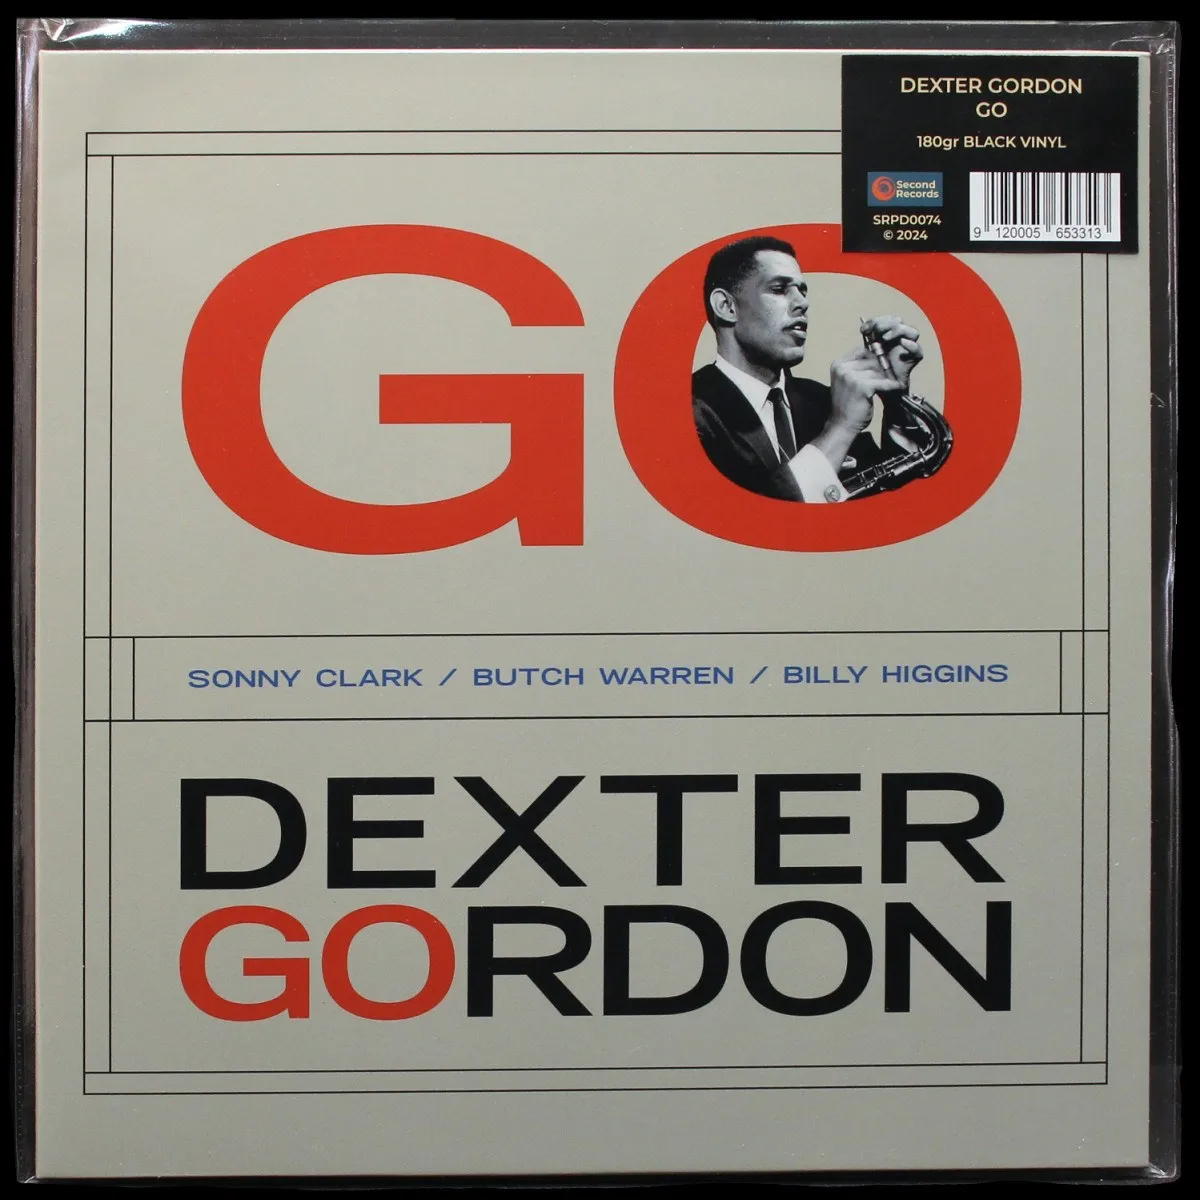 DEXTER GORDON
GO
180gr BLACK VINYL
Second
Records
SRPD0074
© 2024
9 120005 653313
GO
SONNY CLARK / BUTCH WARREN / BILLY HIGGINS
DEXTER
GORDON